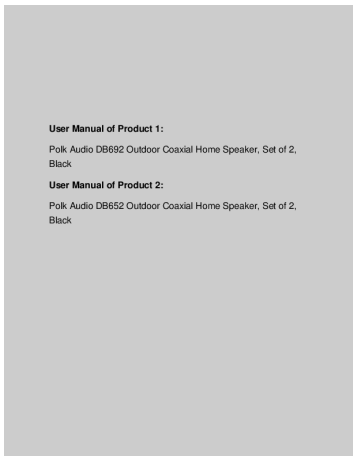 User Manual of Product 1:
Polk Audio DB692 Outdoor Coaxial Home Speaker, Set of 2,
Black
User Manual of Product 2:
Polk Audio DB652 Outdoor Coaxial Home Speaker, Set of 2,
Black